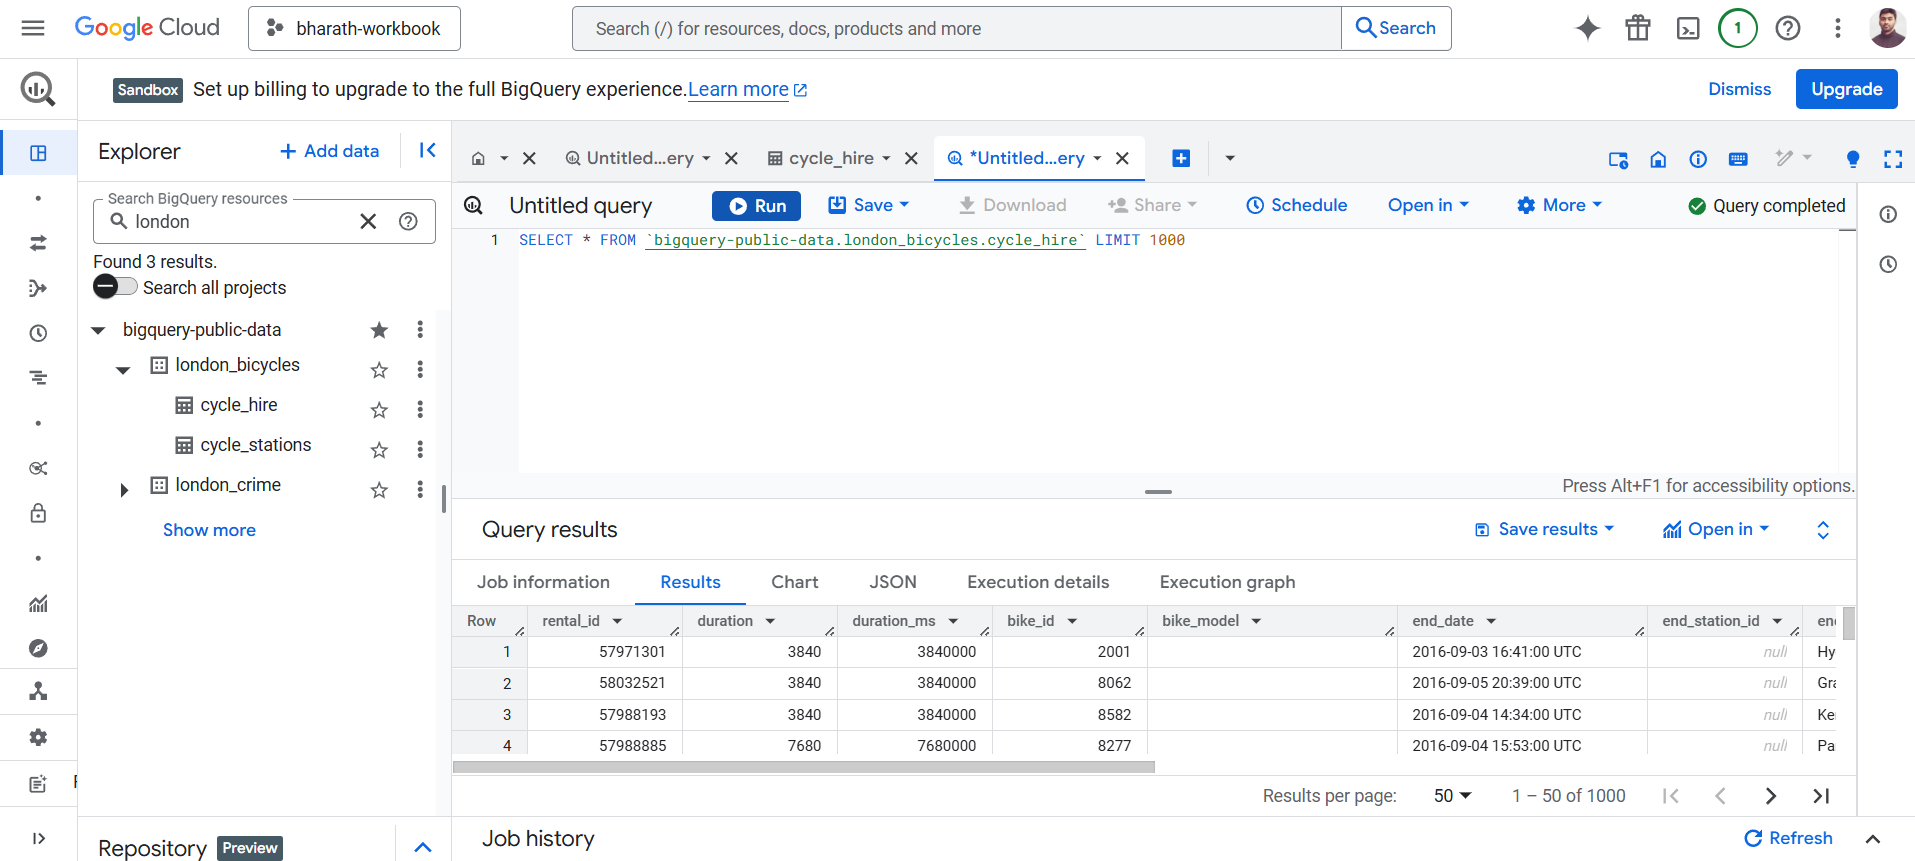 Google Cloud
bharath-workbook
Search (/) for resources, docs, products and more
Search
1
Sandbox
Set up billing to upgrade to the full BigQuery experience. Learn more
Dismiss
Upgrade
Explorer
+ Add data
Search BigQuery resources
london
Found 3 results.
Search all projects
bigquery-public-data
london_bicycles
cycle_hire
cycle_stations
london_crime
Show more
Repository
Preview
Untitled...ery
cycle_hire
*Untitled...ery
Untitled query
Run
Save
Download
Share
Schedule
Open in
More
Query completed
1 SELECT * FROM `bigquery-public-data.london_bicycles.cycle_hire` LIMIT 1000
Press Alt+F1 for accessibility options.
Query results
Save results
Open in
Job information Results Chart JSON Execution details Execution graph
Row rental_id duration duration_ms bike_id bike_model end_date end_station_id en
1 57971301 3840 3840000 2001 2016-09-03 16:41:00 UTC null Hy
2 58032521 3840 3840000 8062 2016-09-05 20:39:00 UTC null Gra
3 57988193 3840 3840000 8582 2016-09-04 14:34:00 UTC null Ke
4 57988885 7680 7680000 8277 2016-09-04 15:53:00 UTC null Pa
Results per page: 50 1 – 50 of 1000
Job history
Refresh